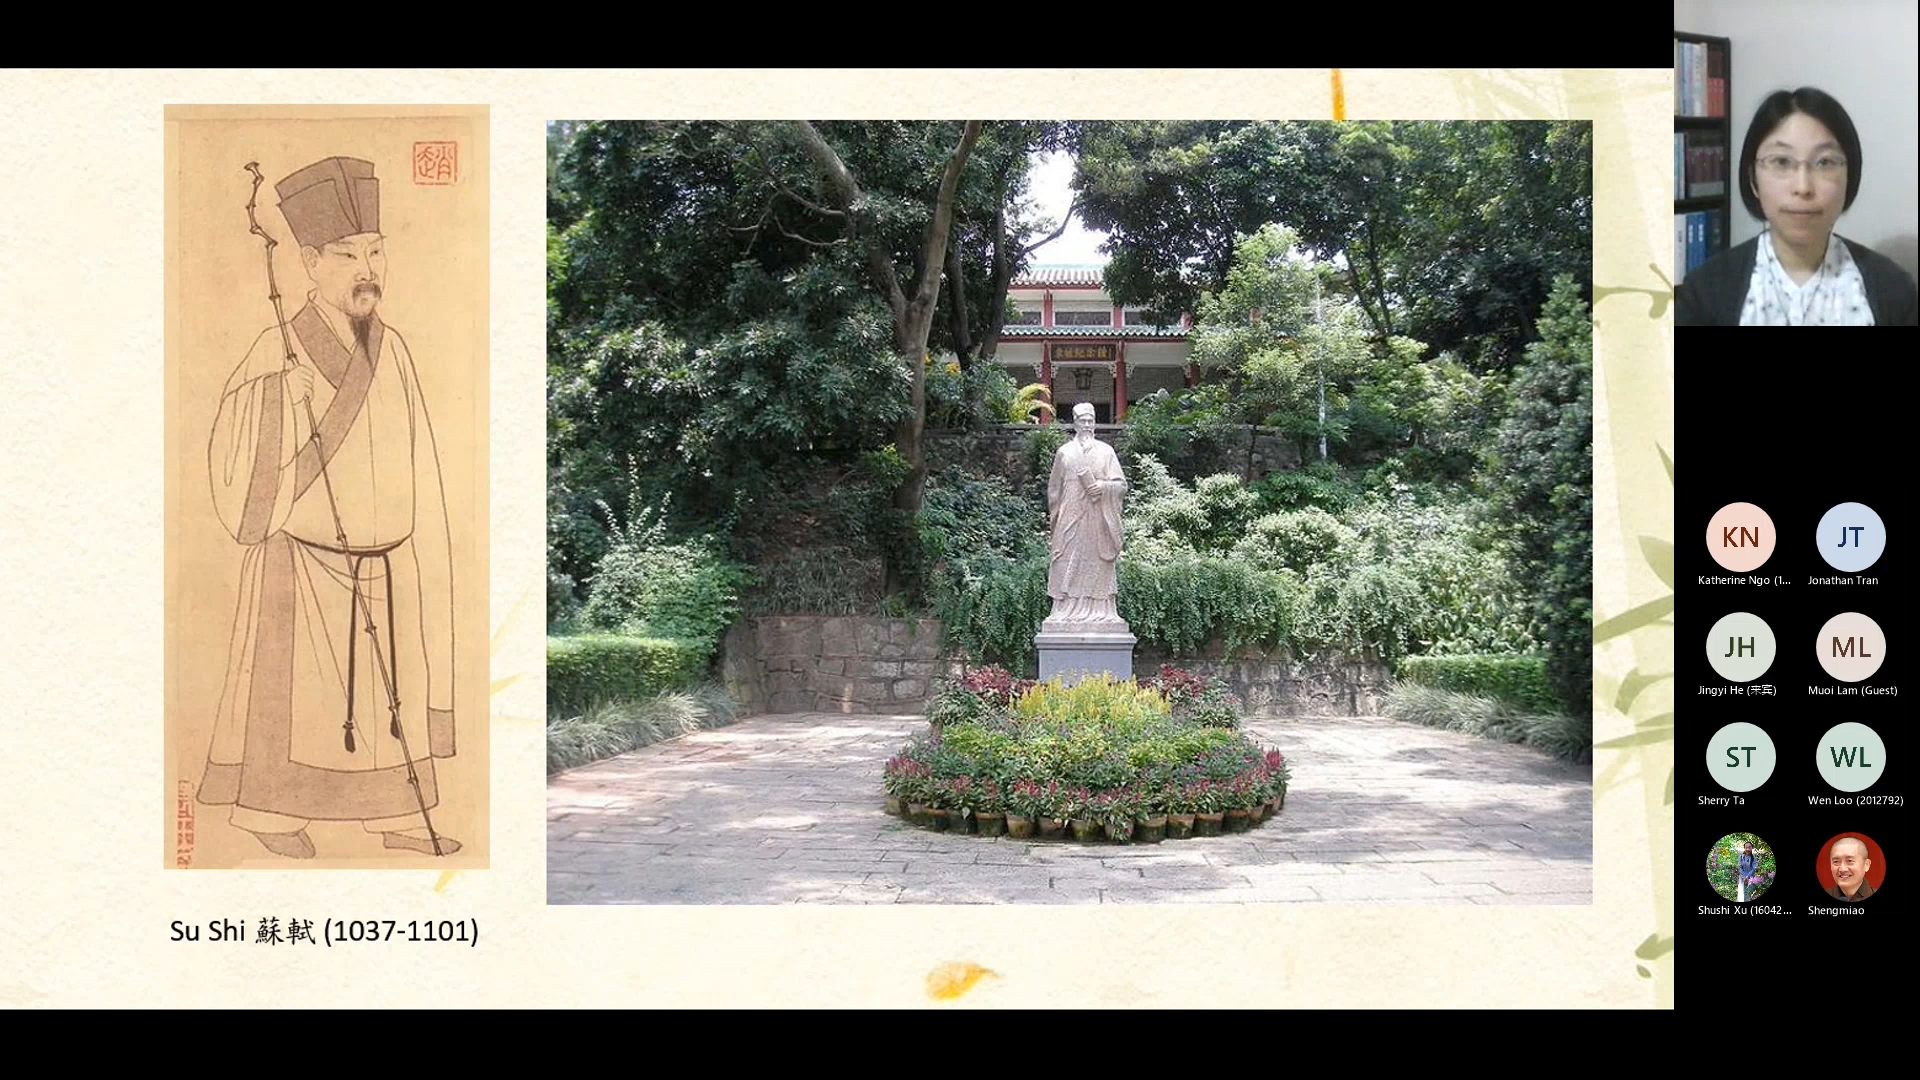 Su Shi 蘇軾 (1037-1101)
KN
Katherine Ngo (1...
JT
Jonathan Tran
JH
Jingyi He (来宾)
ML
Muoi Lam (Guest)
ST
Sherry Ta
WL
Wen Loo (2012792)
Shushi Xu (16042...
Shengmiao